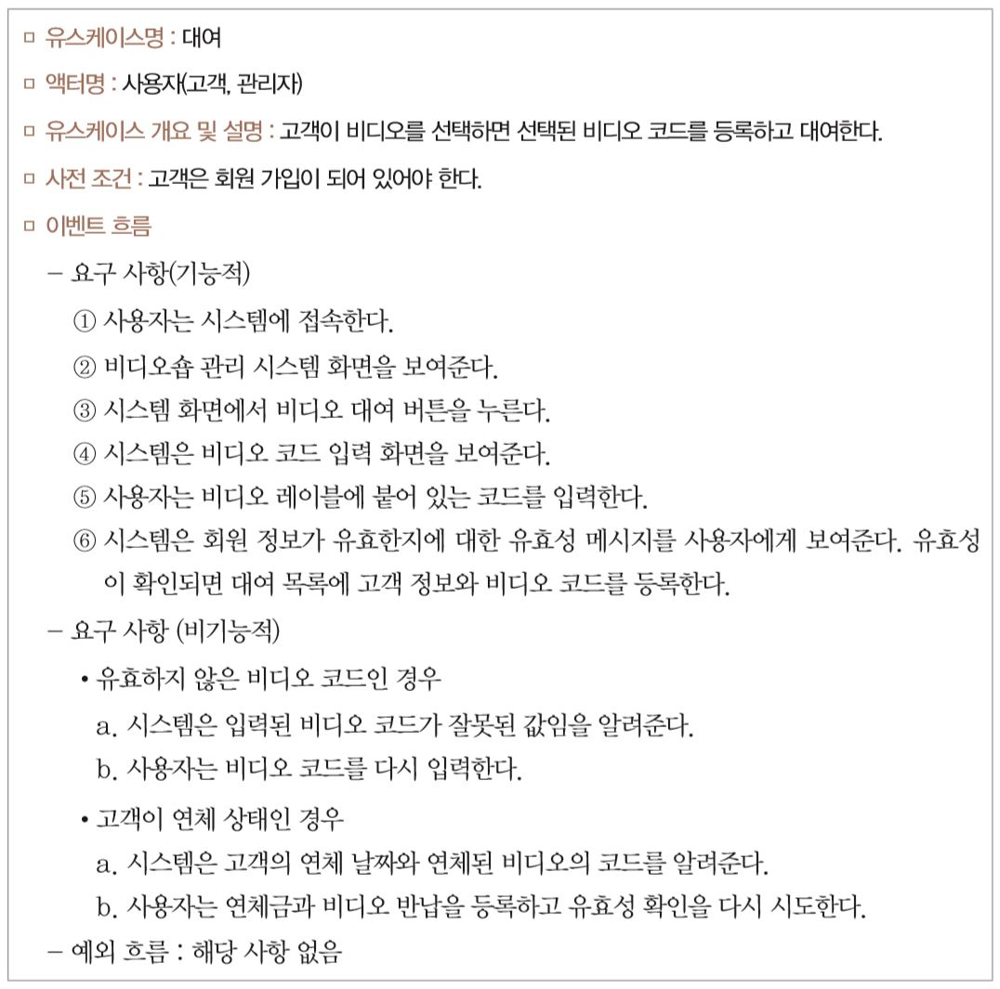 ▫ 유스케이스명 : 대여
▫ 액터명 : 사용자(고객, 관리자)
▫ 유스케이스 개요 및 설명 : 고객이 비디오를 선택하면 선택된 비디오 코드를 등록하고 대여한다.
▫ 사전 조건 : 고객은 회원 가입이 되어 있어야 한다.
▫ 이벤트 흐름
– 요구 사항(기능적)
① 사용자는 시스템에 접속한다.
② 비디오숍 관리 시스템 화면을 보여준다.
③ 시스템 화면에서 비디오 대여 버튼을 누른다.
④ 시스템은 비디오 코드 입력 화면을 보여준다.
⑤ 사용자는 비디오 레이블에 붙어 있는 코드를 입력한다.
⑥ 시스템은 회원 정보가 유효한지에 대한 유효성 메시지를 사용자에게 보여준다. 유효성
이 확인되면 대여 목록에 고객 정보와 비디오 코드를 등록한다.
– 요구 사항 (비기능적)
• 유효하지 않은 비디오 코드인 경우
a. 시스템은 입력된 비디오 코드가 잘못된 값임을 알려준다.
b. 사용자는 비디오 코드를 다시 입력한다.
• 고객이 연체 상태인 경우
a. 시스템은 고객의 연체 날짜와 연체된 비디오의 코드를 알려준다.
b. 사용자는 연체금과 비디오 반납을 등록하고 유효성 확인을 다시 시도한다.
– 예외 흐름 : 해당 사항 없음